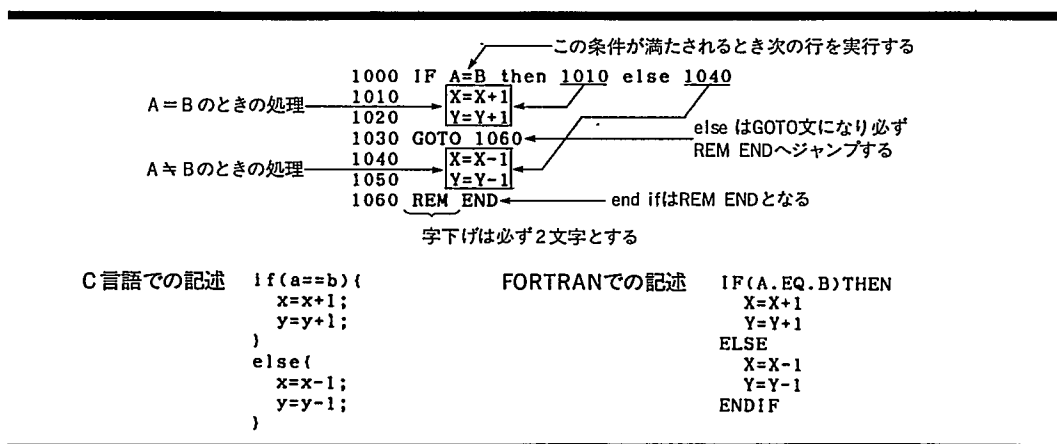 この条件が満たされるとき次の行を実行する
1000 IF A=B then 1010 else 1040
1010 X=X+1
A=Bのときの処理
1020 Y=Y+1
1030 GOTO 1060
else はGOTO文になり必ず
REM ENDへジャンプする
1040 X=X-1
A≒Bのときの処理
1050 Y=Y-1
1060 REM END
end ifはREM ENDとなる
字下げは必ず2文字とする
C言語での記述
if(a==b){
x=x+1;
y=y+1;
}
else{
x=x-1;
y=y-1;
}
FORTRANでの記述
IF(A.EQ.B)THEN
X=X+1
Y=Y+1
ELSE
X=X-1
Y=Y-1
ENDIF